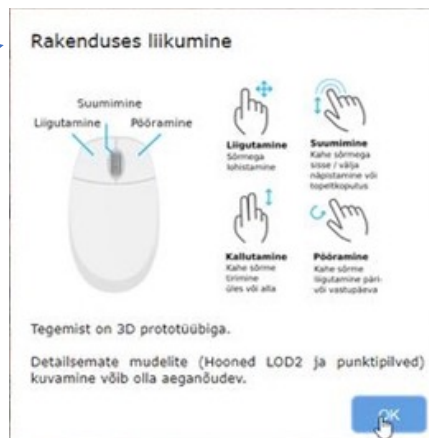 Rakenduses liikumine
Suumimine
Liigutamine
Pööramine
Liigutamine
Sõrmega
lohistamine
Suumimine
Kahe sõrmega
sisse / välja
näpistamine või
topeltkoputus
Kallutamine
Kahe sõrme
tirimine
üles või alla
Pööramine
Kahe sõrme
liigutamine päri-
või vastupäeva
Tegemist on 3D prototüübiga.
Detailsemate mudelite (Hooned LOD2 ja punktipilved)
kuvamine võib olla aeganõudev.
OK